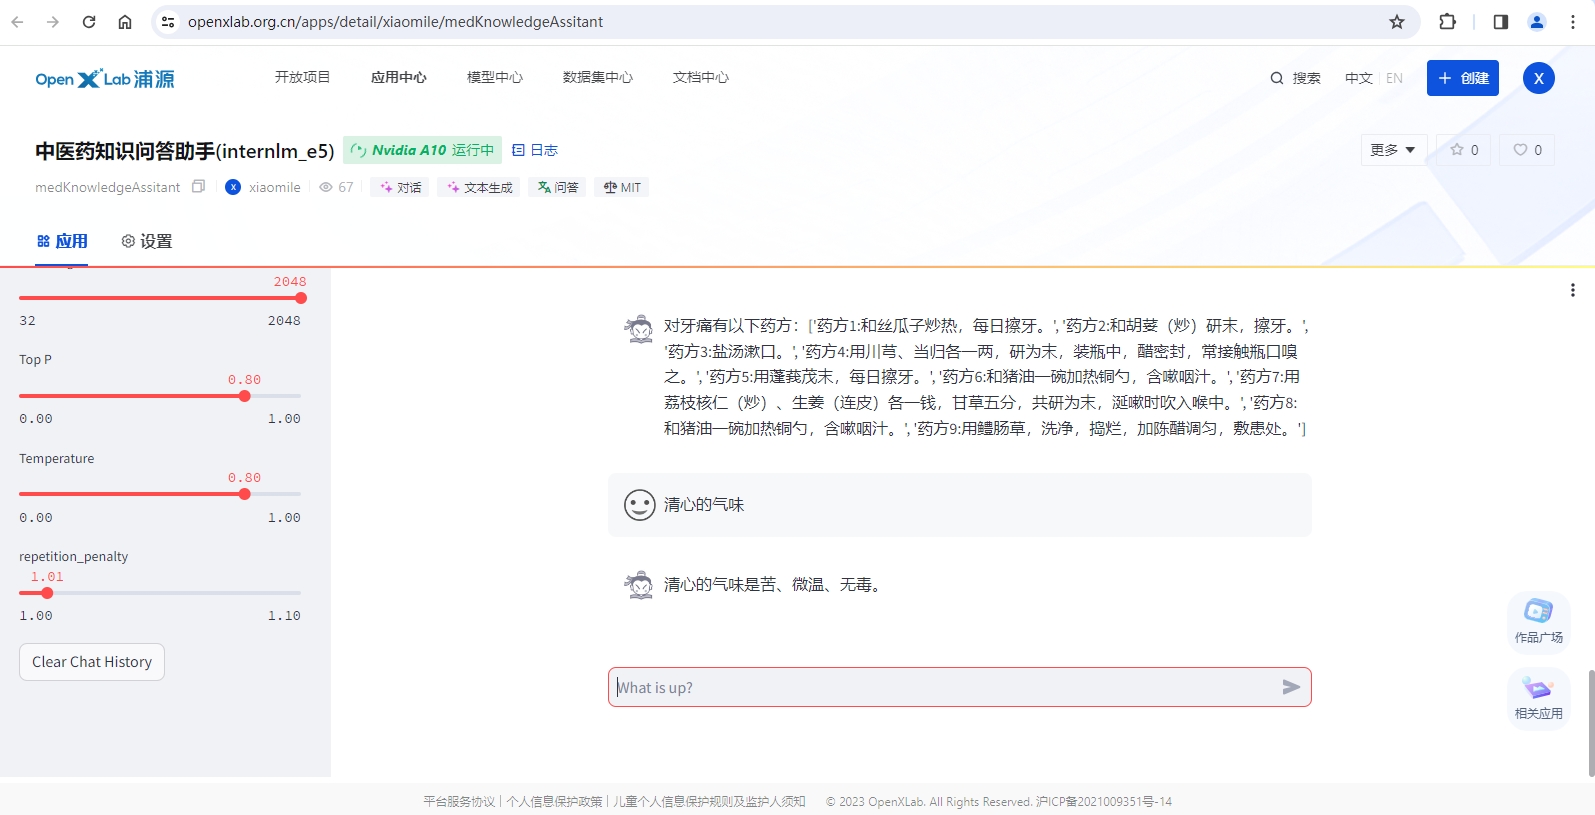 openxlab.org.cn/apps/detail/xiaomile/medKnowledgeAssitant
Open X Lab 浦源
开放项目 应用中心 模型中心 数据集中心 文档中心
搜索 中文 | EN + 创建 X
中医药知识问答助手(internlm_e5) Nvidia A10 运行中 日志
更多 0 0
medKnowledgeAssitant X xiaomile 67 对话 文本生成 问答 MIT
应用 设置
2048
32 2048
Top P
0.80
0.00 1.00
Temperature
0.80
0.00 1.00
repetition_penalty
1.01
1.00 1.10
Clear Chat History
对牙痛有以下药方：['药方1:和丝瓜子炒热，每日擦牙。', '药方2:和胡荽（炒）研末，擦牙。',
'药方3:盐汤漱口。', '药方4:用川芎、当归各一两，研为末，装瓶中，醋密封，常接触瓶口嗅
之。', '药方5:用蓬莪茂末，每日擦牙。', '药方6:和猪油一碗加热铜勺，含嗽咽汁。', '药方7:用
荔枝核仁（炒）、生姜（连皮）各一钱，甘草五分，共研为末，涎嗽时吹入喉中。', '药方8:
和猪油一碗加热铜勺，含嗽咽汁。', '药方9:用鳢肠草，洗净，捣烂，加陈醋调匀，敷患处。']
清心的气味
清心的气味是苦、微温、无毒。
What is up?
作品广场
相关应用
平台服务协议 | 个人信息保护政策 | 儿童个人信息保护规则及监护人须知 © 2023 OpenXLab. All Rights Reserved. 沪ICP备2021009351号-14